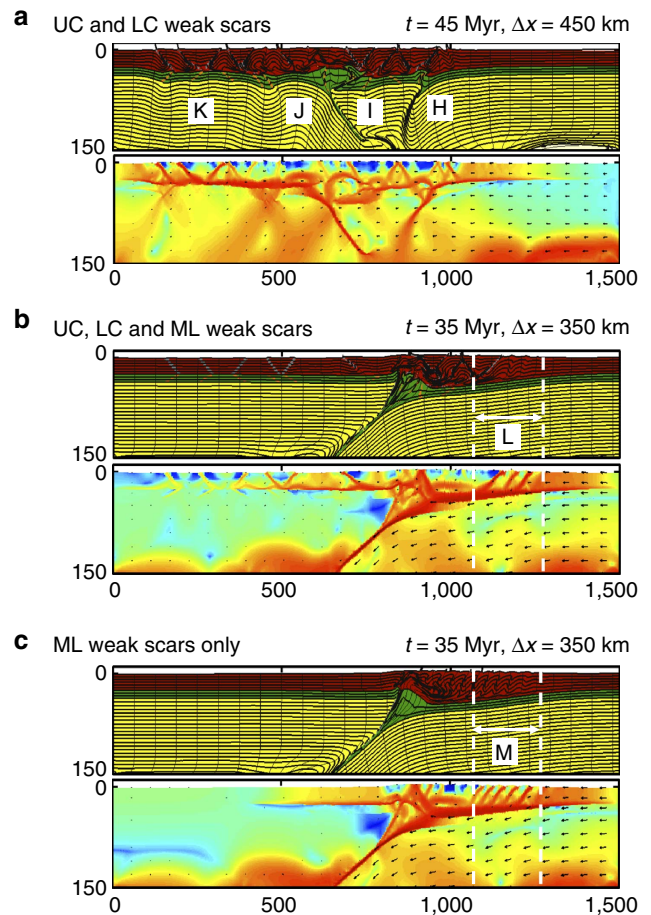 a
UC and LC weak scars
t = 45 Myr, Δx = 450 km
0
K J I H
150
0
150
0 500 1,000 1,500
b
UC, LC and ML weak scars
t = 35 Myr, Δx = 350 km
0
L
150
0
150
0 500 1,000 1,500
c
ML weak scars only
t = 35 Myr, Δx = 350 km
0
M
150
0
150
0 500 1,000 1,500